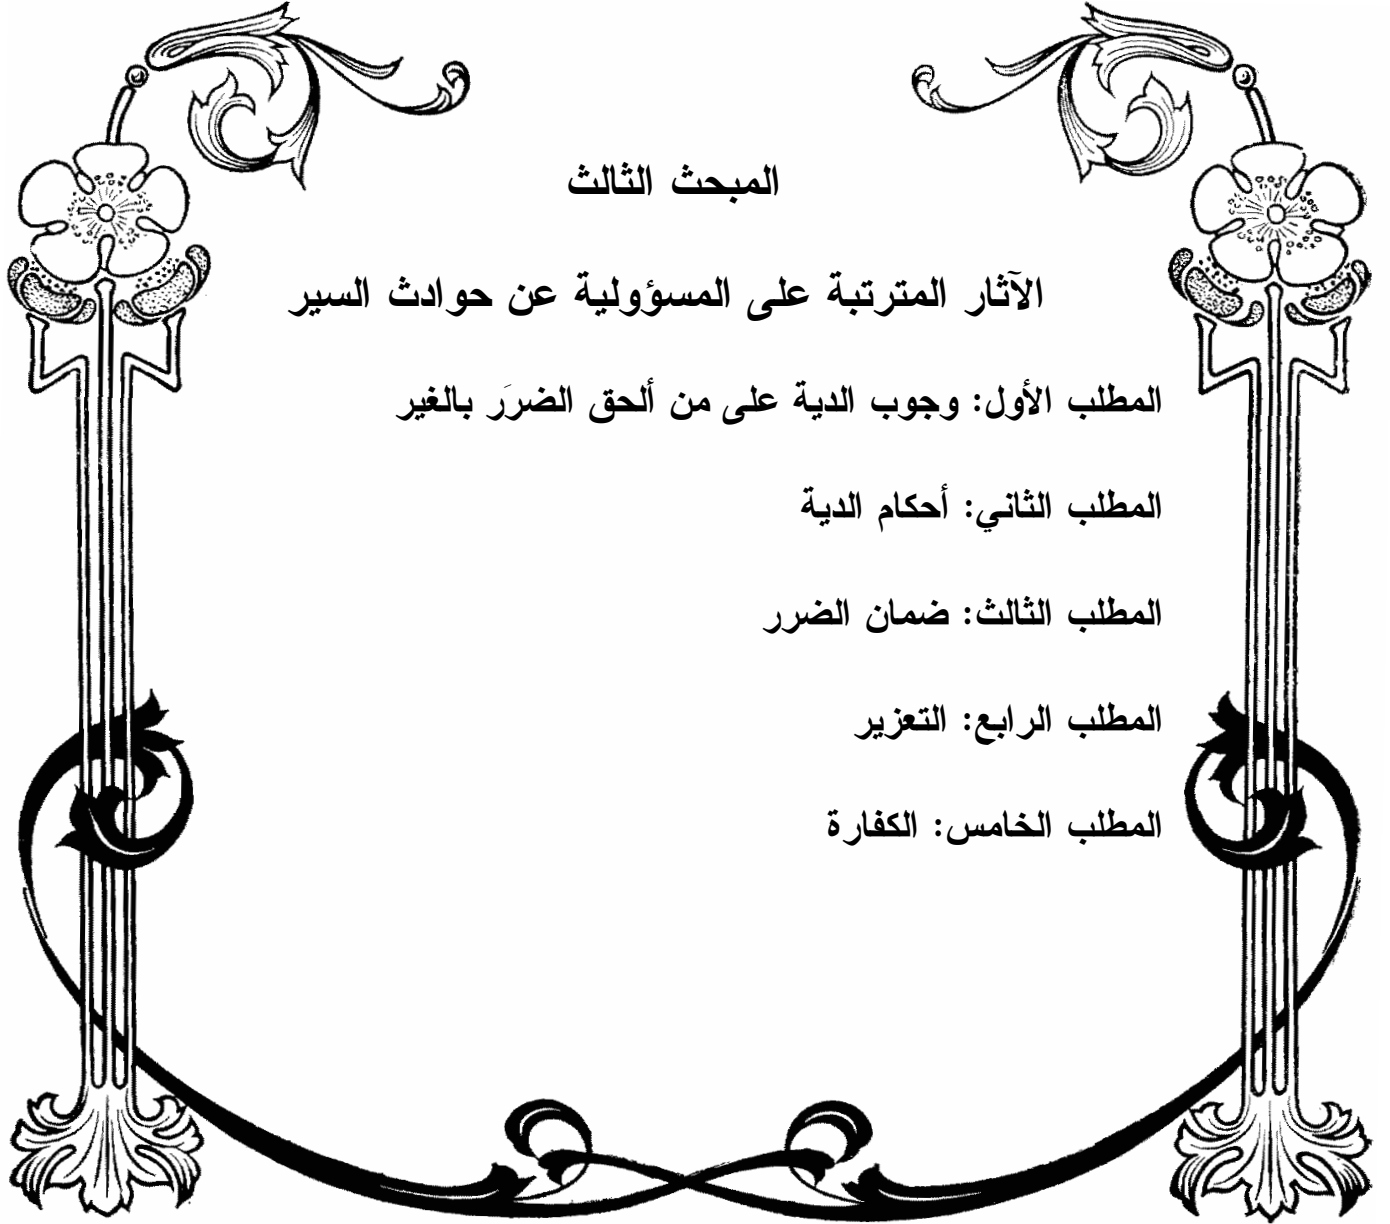 المبحث الثالث
الآثار المترتبة على المسؤولية عن حوادث السير
المطلب الأول: وجوب الدية على من ألحق الضررَ بالغير
المطلب الثاني: أحكام الدية
المطلب الثالث: ضمان الضرر
المطلب الرابع: التعزير
المطلب الخامس: الكفارة